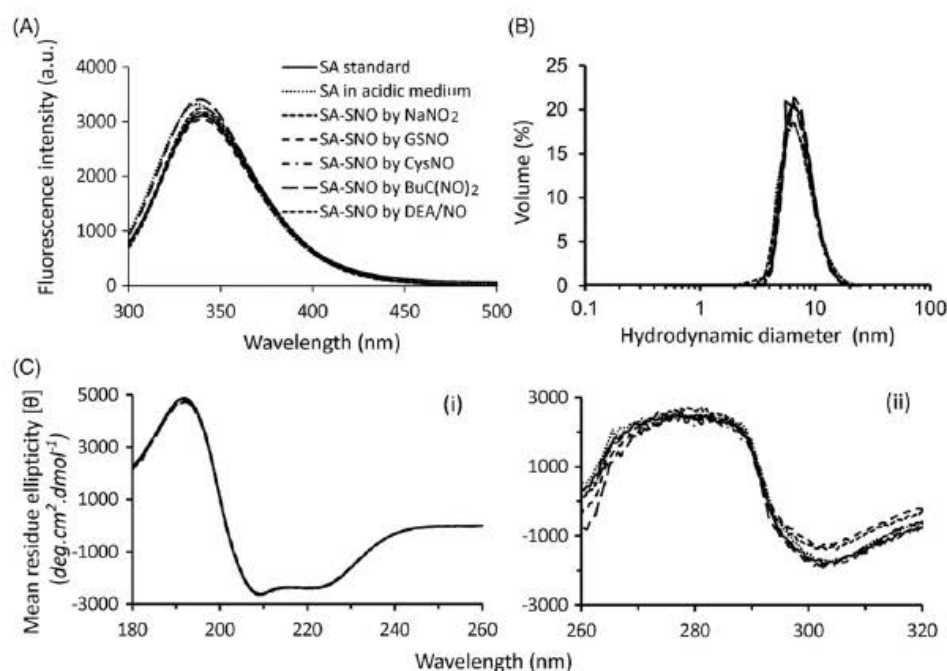 (A)
Fluorescence intensity (a.u.)
4000
3000
2000
1000
0
300
350
400
450
500
Wavelength (nm)
SA standard
SA in acidic medium
SA-SNO by NaNO2
SA-SNO by GSNO
SA-SNO by CysNO
SA-SNO by BuC(NO)2
SA-SNO by DEA/NO
(B)
Volume (%)
25
20
15
10
5
0
0.1
1
10
100
Hydrodynamic diameter (nm)
(C)
Mean residue ellipticity [θ]
(deg.cm².dmol⁻¹)
5000
3000
1000
-1000
-3000
180
200
220
240
260
(i)
3000
1000
-1000
-3000
260
280
300
320
(ii)
Wavelength (nm)